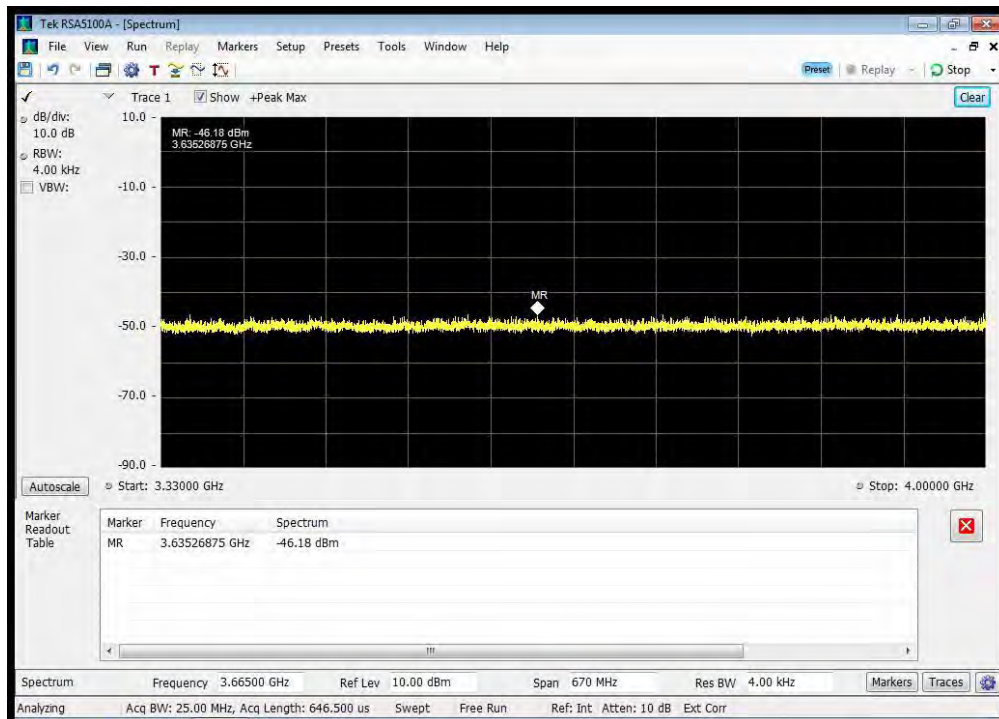 Tek RSA5100A - [Spectrum]
File View Run Replay Markers Setup Presets Tools Window Help
Preset Replay Stop
Trace 1 Show +Peak Max Clear
dB/div: 10.0 dB
RBW: 4.00 kHz
VBW:
10.0
-10.0
-30.0
-50.0
-70.0
-90.0
MR: -46.18 dBm
3.63526875 GHz
MR
Autoscale Start: 3.33000 GHz Stop: 4.00000 GHz
Marker Readout Table
Marker Frequency Spectrum
MR 3.63526875 GHz -46.18 dBm
Spectrum Frequency 3.66500 GHz Ref Lev 10.00 dBm Span 670 MHz Res BW 4.00 kHz Markers Traces
Analyzing Acq BW: 25.00 MHz, Acq Length: 646.500 us Swept Free Run Ref: Int Atten: 10 dB Ext Corr